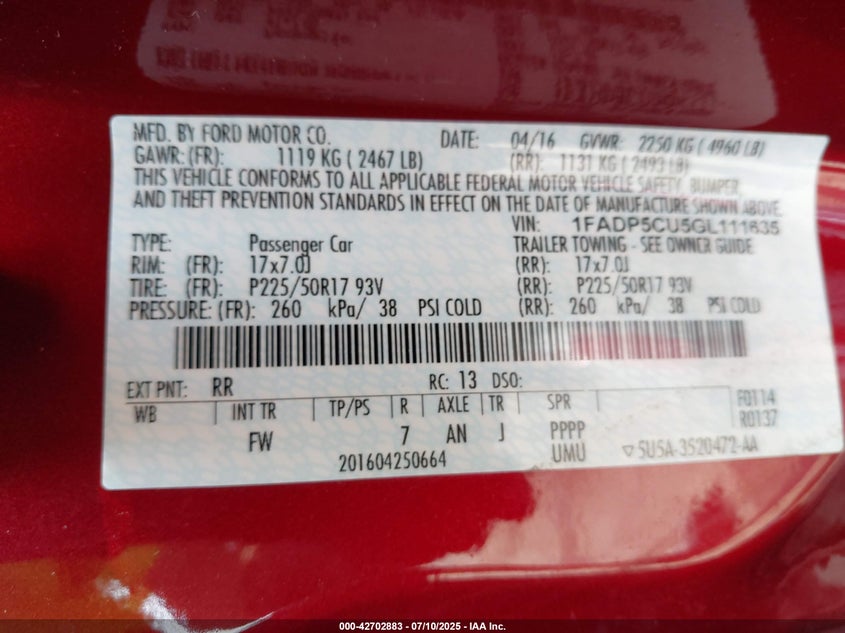 MFD. BY FORD MOTOR CO. DATE: 04/16 GVWR: 2250 KG ( 4960 LB)
GAWR: (FR): 1119 KG ( 2467 LB) (RR): 1131 KG ( 2493 LB)
THIS VEHICLE CONFORMS TO ALL APPLICABLE FEDERAL MOTOR VEHICLE SAFETY, BUMPER,
AND THEFT PREVENTION STANDARDS IN EFFECT ON THE DATE OF MANUFACTURE SHOWN ABOVE.
VIN: 1FADP5CU5GL111635
TYPE: Passenger Car TRAILER TOWING - SEE OWNER GUIDE
RIM: (FR): 17x7.0J (RR): 17x7.0J
TIRE: (FR): P225/50R17 93V (RR): P225/50R17 93V
PRESSURE: (FR): 260 kPa/ 38 PSI COLD (RR): 260 kPa/ 38 PSI COLD
EXT PNT: RR RC: 13 DSO:
WB INT TR TP/PS R AXLE TR SPR F0114
R0137
FW 7 AN J PPPP
201604250664 UMU ▽5U5A-3520472-AA
000-42702883 - 07/10/2025 - IAA Inc.